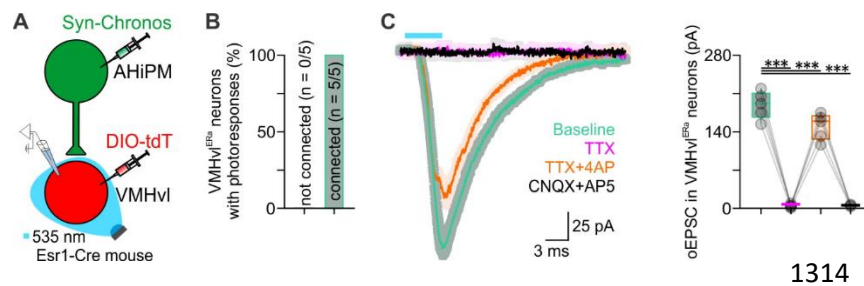 A
Syn-Chronos
AHiPM
DIO-tdT
VMHvl
535 nm
Esr1-Cre mouse
B
VMHvl^ERa neurons
with photoresponses (%)
100
50
0
not connected (n = 0/5)
connected (n = 5/5)
C
Baseline
TTX
TTX+4AP
CNQX+AP5
25 pA
3 ms
oEPSC in VMHvl^ERa neurons (pA)
280
140
0
*** *** ***
1314